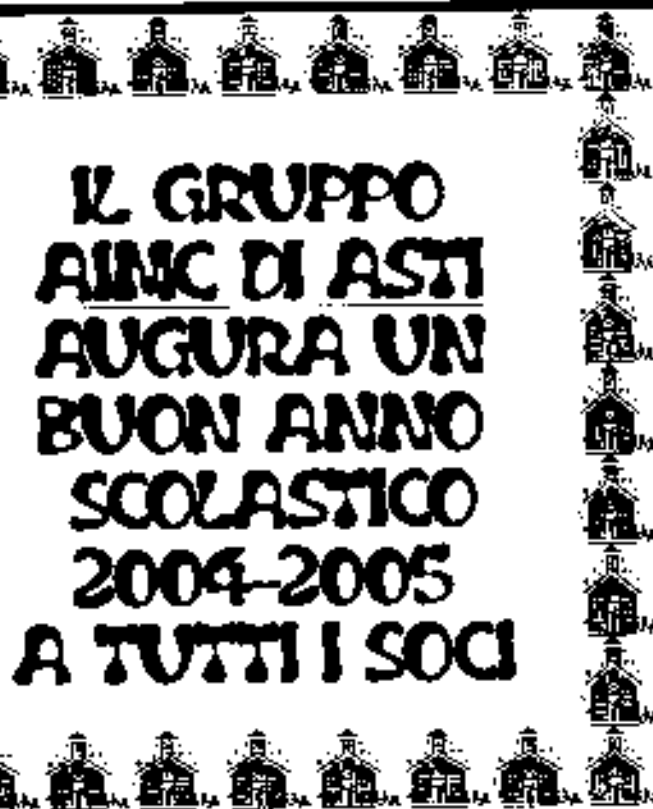 IL GRUPPO
AIMC DI ASTI
AUGURA UN
BUON ANNO
SCOLASTICO
2004-2005
A TUTTI I SOCI